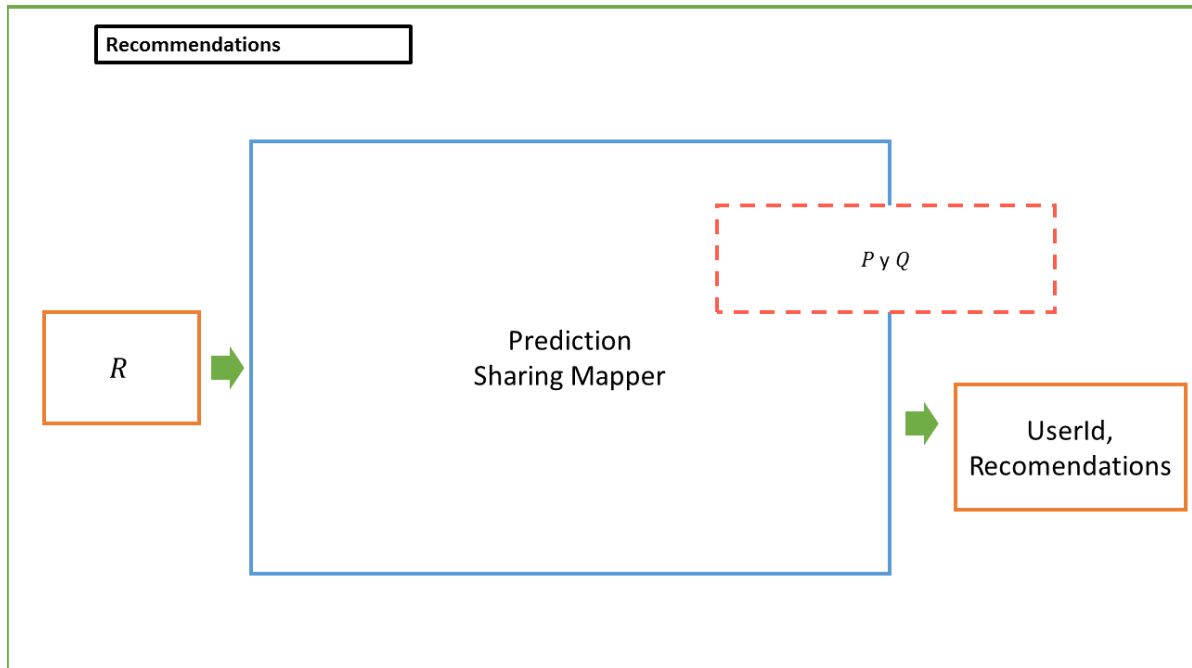 Recommendations
P y Q
R
Prediction
Sharing Mapper
UserId,
Recomendations